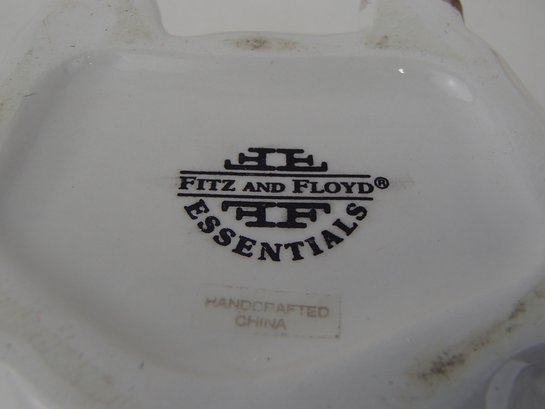 FITZ AND FLOYD®
ESSENTIALS
HANDCRAFTED
CHINA